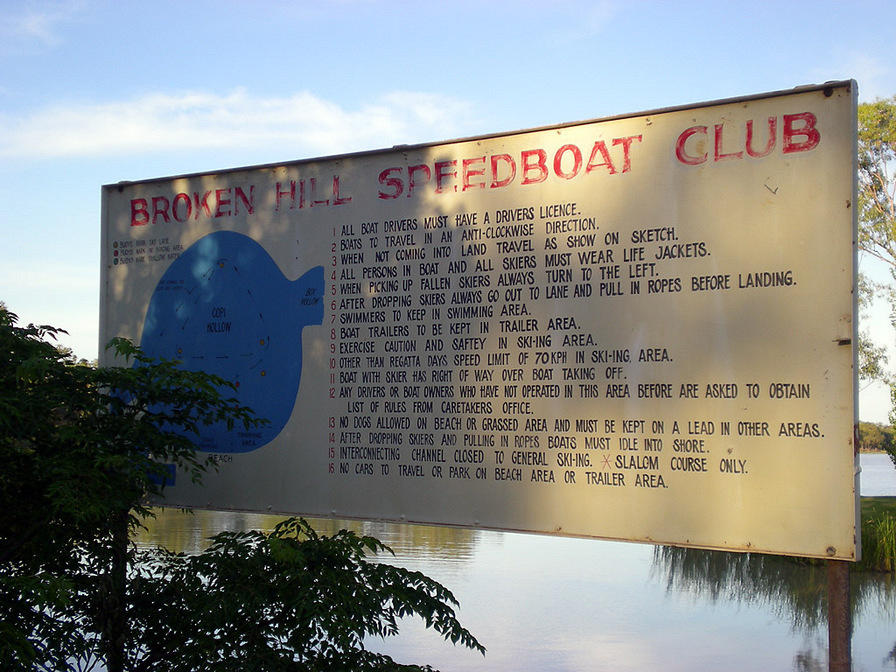 BROKEN HILL SPEEDBOAT CLUB
1 ALL BOAT DRIVERS MUST HAVE A DRIVERS LICENCE.
2 BOATS TO TRAVEL IN AN ANTI-CLOCKWISE DIRECTION.
3 WHEN NOT COMING INTO LAND TRAVEL AS SHOW ON SKETCH.
4 ALL PERSONS IN BOAT AND ALL SKIERS MUST WEAR LIFE JACKETS.
5 WHEN PICKING UP FALLEN SKIERS ALWAYS TURN TO THE LEFT.
6 AFTER DROPPING SKIERS ALWAYS GO OUT TO LANE AND PULL IN ROPES BEFORE LANDING.
7 SWIMMERS TO KEEP IN SWIMMING AREA.
8 BOAT TRAILERS TO BE KEPT IN TRAILER AREA.
9 EXERCISE CAUTION AND SAFTEY IN SKI-ING AREA.
10 OTHER THAN REGATTA DAYS SPEED LIMIT OF 70KPH IN SKI-ING AREA.
11 BOAT WITH SKIER HAS RIGHT OF WAY OVER BOAT TAKING OFF.
12 ANY DRIVERS OR BOAT OWNERS WHO HAVE NOT OPERATED IN THIS AREA BEFORE ARE ASKED TO OBTAIN
LIST OF RULES FROM CARETAKERS OFFICE.
13 NO DOGS ALLOWED ON BEACH OR GRASSED AREA AND MUST BE KEPT ON A LEAD IN OTHER AREAS.
14 AFTER DROPPING SKIERS AND PULLING IN ROPES BOATS MUST IDLE INTO SHORE.
15 INTERCONNECTING CHANNEL CLOSED TO GENERAL SKI-ING. * SLALOM COURSE ONLY.
16 NO CARS TO TRAVEL OR PARK ON BEACH AREA OR TRAILER AREA.
COPI
HOLLOW
BOX
HOLLOW
SWIMMING
AREA
BEACH